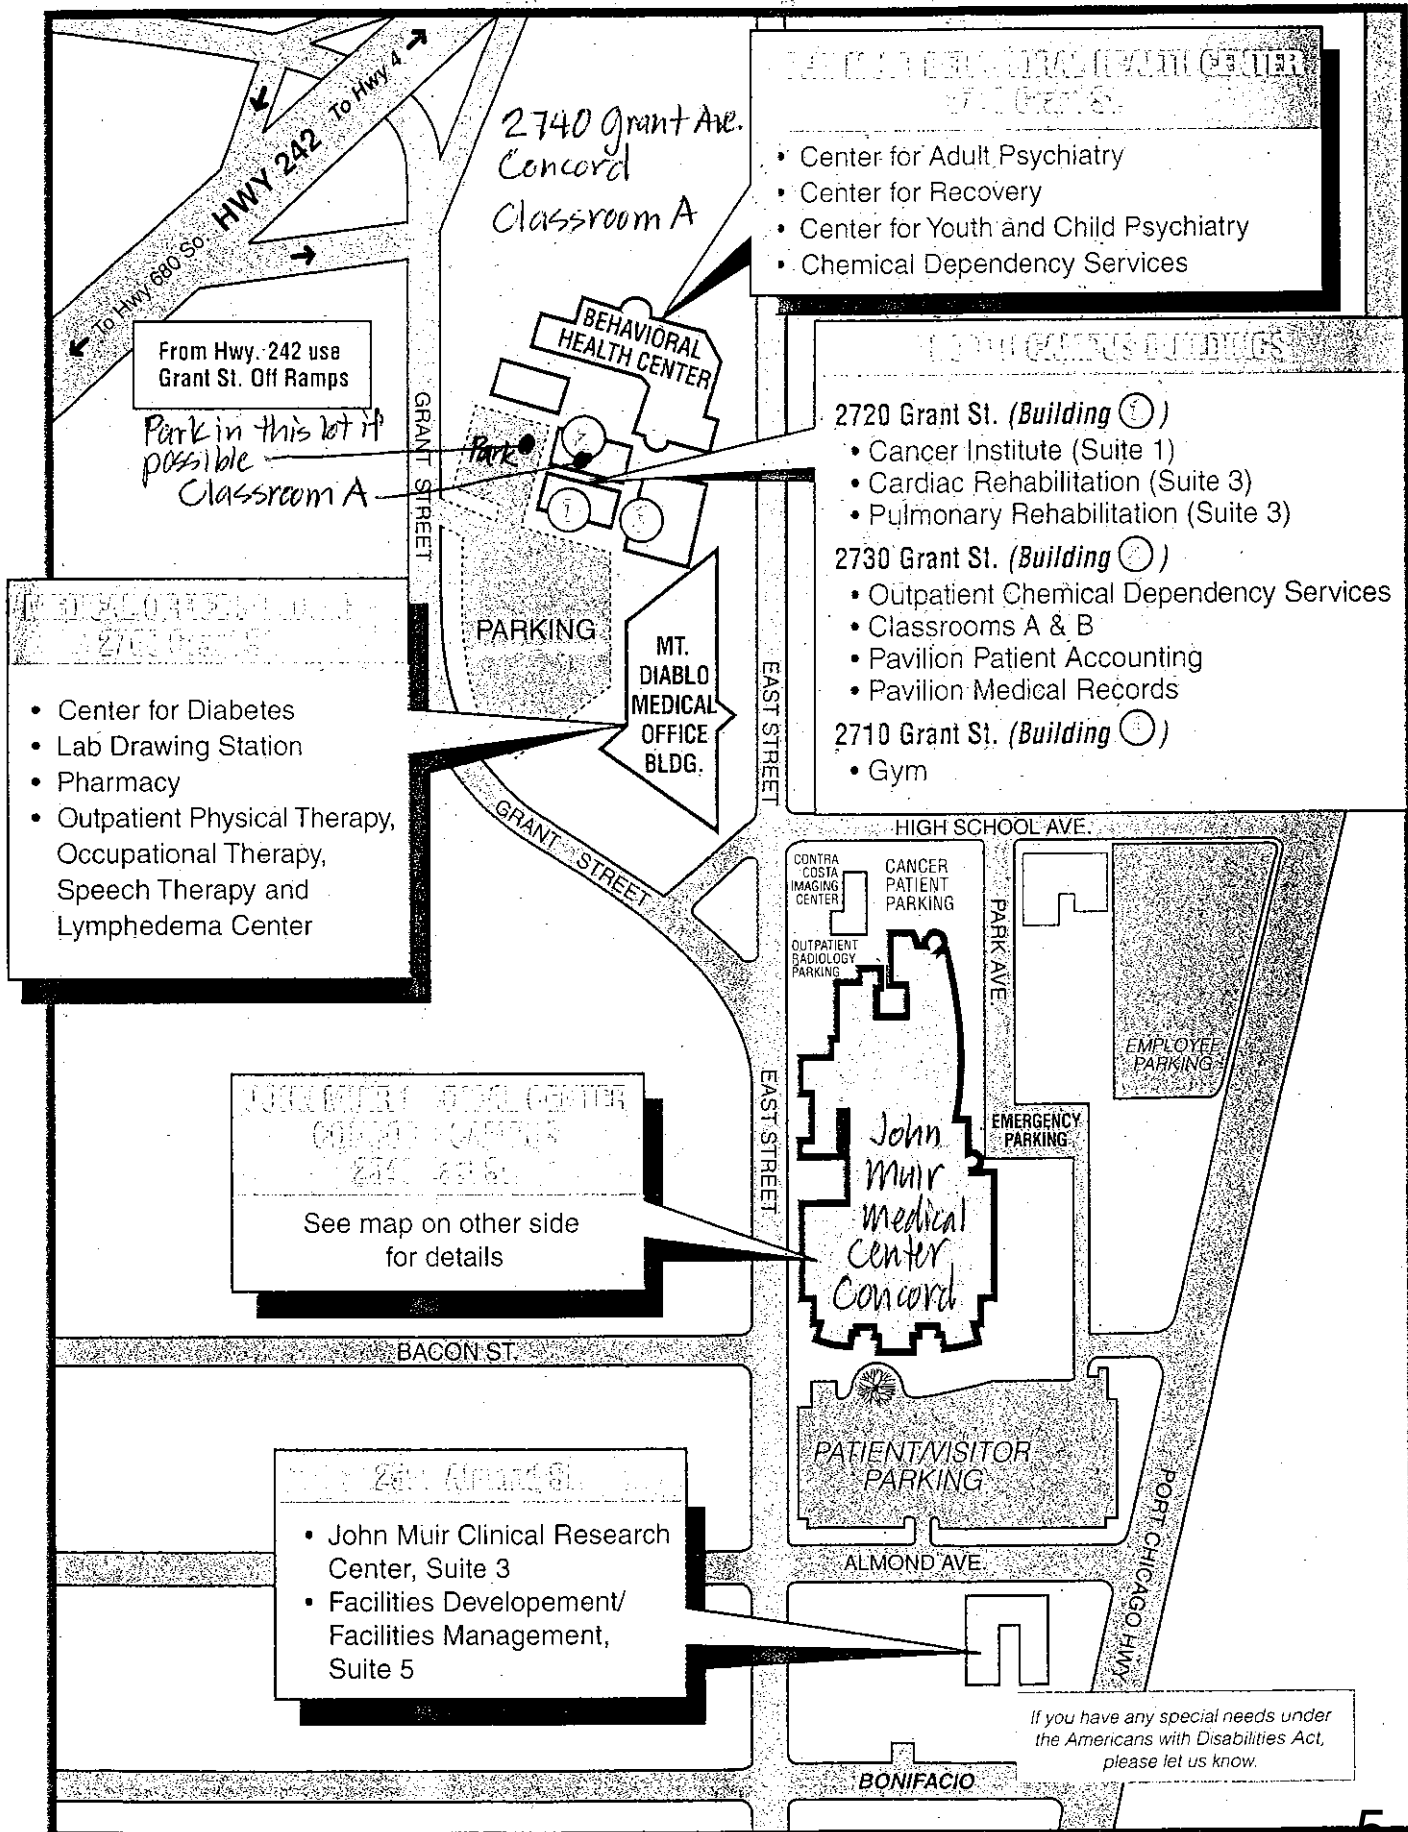 To Hwy 4
HWY 242
To Hwy 680 So.
2740 Grant Ave.
Concord
Classroom A
HEALTH CENTER
• Center for Adult Psychiatry
• Center for Recovery
• Center for Youth and Child Psychiatry
• Chemical Dependency Services
From Hwy. 242 use
Grant St. Off Ramps
Park in this lot if
possible
Classroom A
GRANT STREET
Park
BEHAVIORAL
HEALTH CENTER
NORTH CAMPUS BUILDINGS
2720 Grant St. (Building 1)
• Cancer Institute (Suite 1)
• Cardiac Rehabilitation (Suite 3)
• Pulmonary Rehabilitation (Suite 3)
2730 Grant St. (Building 2)
• Outpatient Chemical Dependency Services
• Classrooms A & B
• Pavilion Patient Accounting
• Pavilion Medical Records
2710 Grant St. (Building 3)
• Gym
PARKING
MT.
DIABLO
MEDICAL
OFFICE
BLDG.
EAST STREET
• Center for Diabetes
• Lab Drawing Station
• Pharmacy
• Outpatient Physical Therapy,
Occupational Therapy,
Speech Therapy and
Lymphedema Center
GRANT STREET
HIGH SCHOOL AVE.
CONTRA
COSTA
IMAGING
CENTER
CANCER
PATIENT
PARKING
OUTPATIENT
RADIOLOGY
PARKING
PARK AVE.
EMPLOYEE
PARKING
EMERGENCY
PARKING
EAST STREET
John
Muir
Medical
Center
Concord
CENTER
CAMPUS
See map on other side
for details
BACON ST.
PATIENT/VISITOR
PARKING
Almond
• John Muir Clinical Research
Center, Suite 3
• Facilities Developement/
Facilities Management,
Suite 5
ALMOND AVE.
PORT CHICAGO HWY
If you have any special needs under
the Americans with Disabilities Act,
please let us know.
BONIFACIO
5